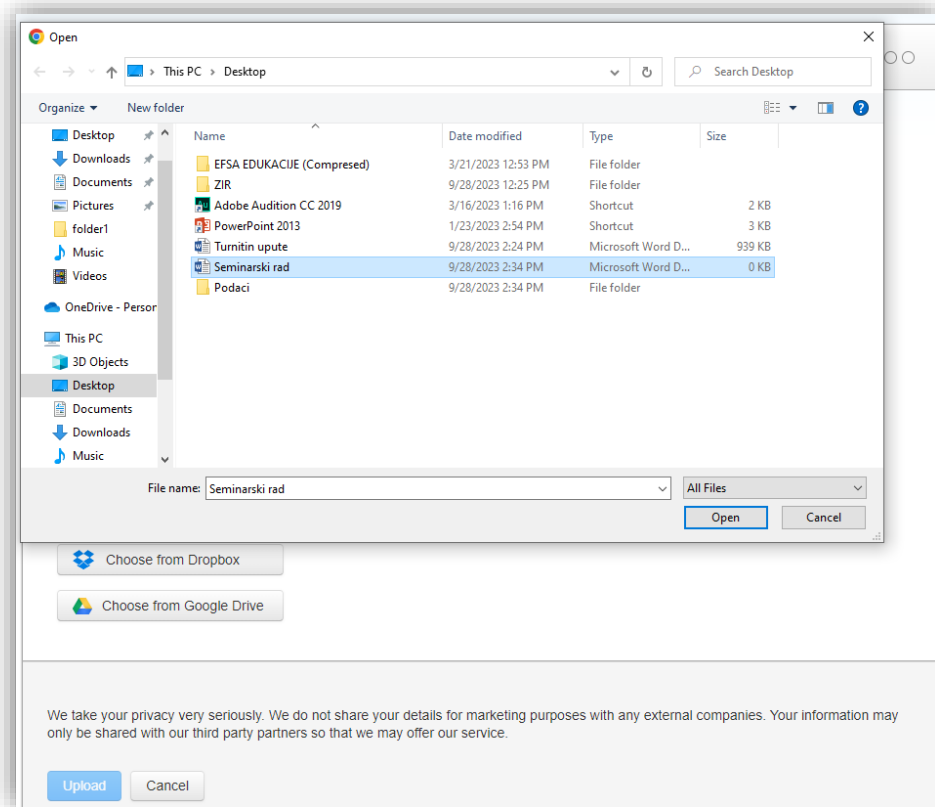 Open
This PC > Desktop
Search Desktop
Organize
New folder
Desktop
Downloads
Documents
Pictures
folder1
Music
Videos
OneDrive - Person
This PC
3D Objects
Desktop
Documents
Downloads
Music
Name Date modified Type Size
EFSA EDUKACIJE (Compresed) 3/21/2023 12:53 PM File folder
ZIR 9/28/2023 12:25 PM File folder
Adobe Audition CC 2019 3/16/2023 1:16 PM Shortcut 2 KB
PowerPoint 2013 1/23/2023 2:54 PM Shortcut 3 KB
Turnitin upute 9/28/2023 2:24 PM Microsoft Word D... 939 KB
Seminarski rad 9/28/2023 2:34 PM Microsoft Word D... 0 KB
Podaci 9/28/2023 2:34 PM File folder
File name: Seminarski rad All Files
Open Cancel
Choose from Dropbox
Choose from Google Drive
We take your privacy very seriously. We do not share your details for marketing purposes with any external companies. Your information may
only be shared with our third party partners so that we may offer our service.
Upload Cancel